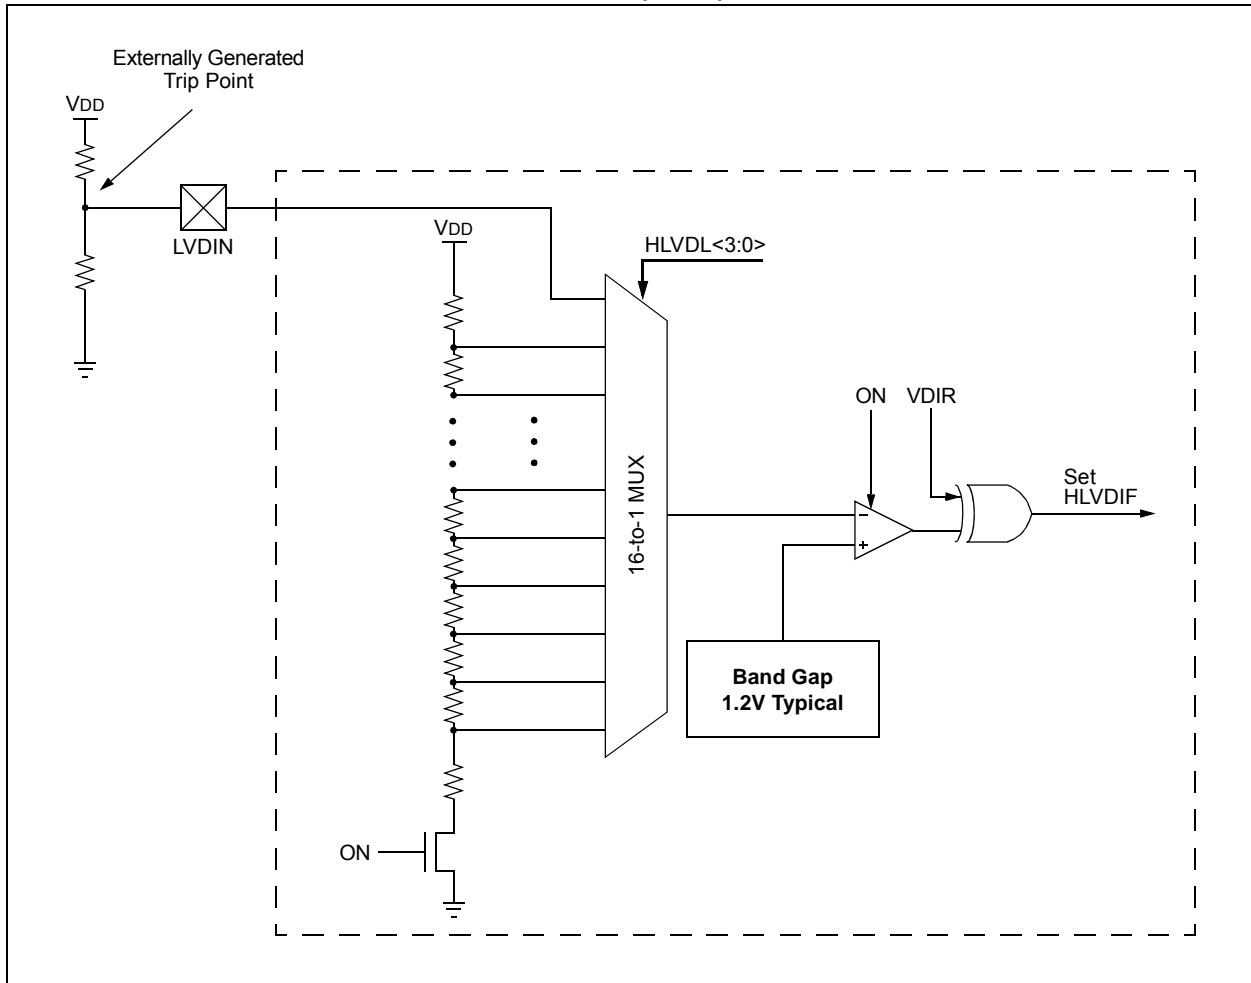 Externally Generated
Trip Point
VDD
LVDIN
VDD
HLVDL<3:0>
16-to-1 MUX
ON
VDIR
Set
HLVDIF
–
+
Band Gap
1.2V Typical
ON